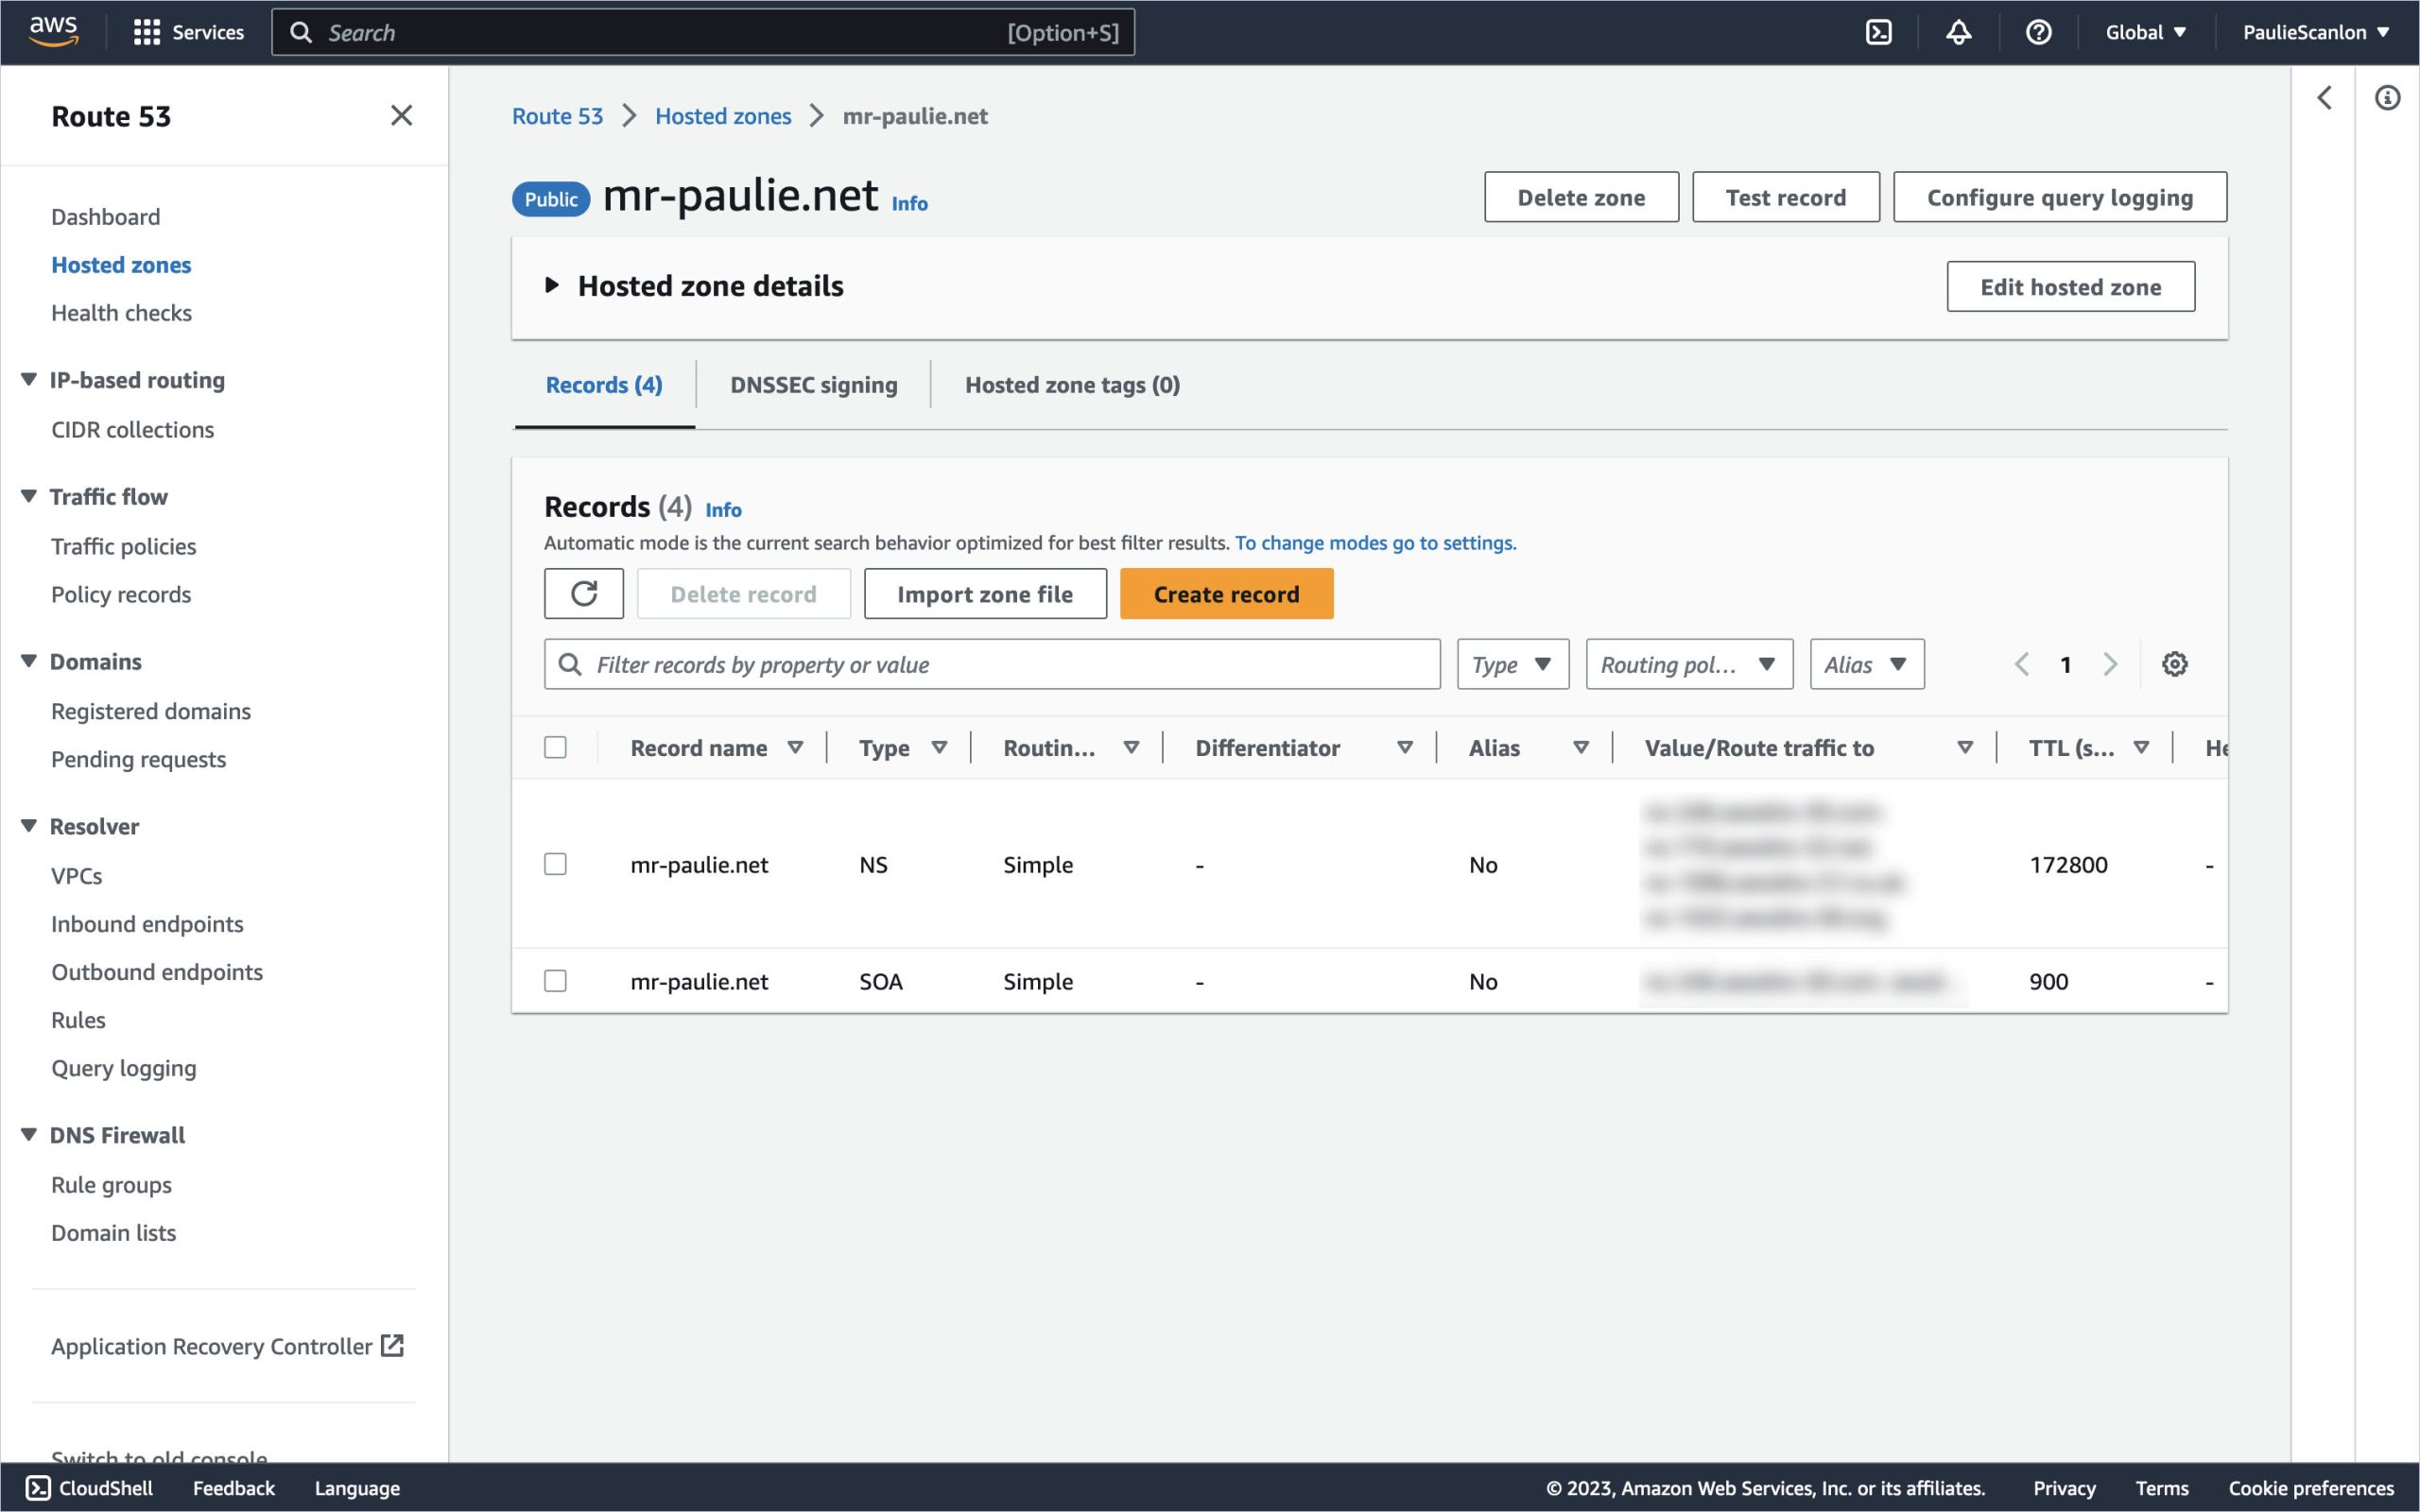 aws
Services
Search
[Option+S]
Global
PaulieScanlon
Route 53
Dashboard
Hosted zones
Health checks
IP-based routing
CIDR collections
Traffic flow
Traffic policies
Policy records
Domains
Registered domains
Pending requests
Resolver
VPCs
Inbound endpoints
Outbound endpoints
Rules
Query logging
DNS Firewall
Rule groups
Domain lists
Application Recovery Controller
Switch to old console
Route 53 > Hosted zones > mr-paulie.net
Public mr-paulie.net Info
Delete zone
Test record
Configure query logging
Hosted zone details
Edit hosted zone
Records (4)
DNSSEC signing
Hosted zone tags (0)
Records (4) Info
Automatic mode is the current search behavior optimized for best filter results. To change modes go to settings.
Delete record
Import zone file
Create record
Filter records by property or value
Type
Routing pol...
Alias
1
Record name Type Routin... Differentiator Alias Value/Route traffic to TTL (s... He
mr-paulie.net NS Simple - No 172800 -
mr-paulie.net SOA Simple - No 900 -
CloudShell
Feedback
Language
© 2023, Amazon Web Services, Inc. or its affiliates.
Privacy
Terms
Cookie preferences